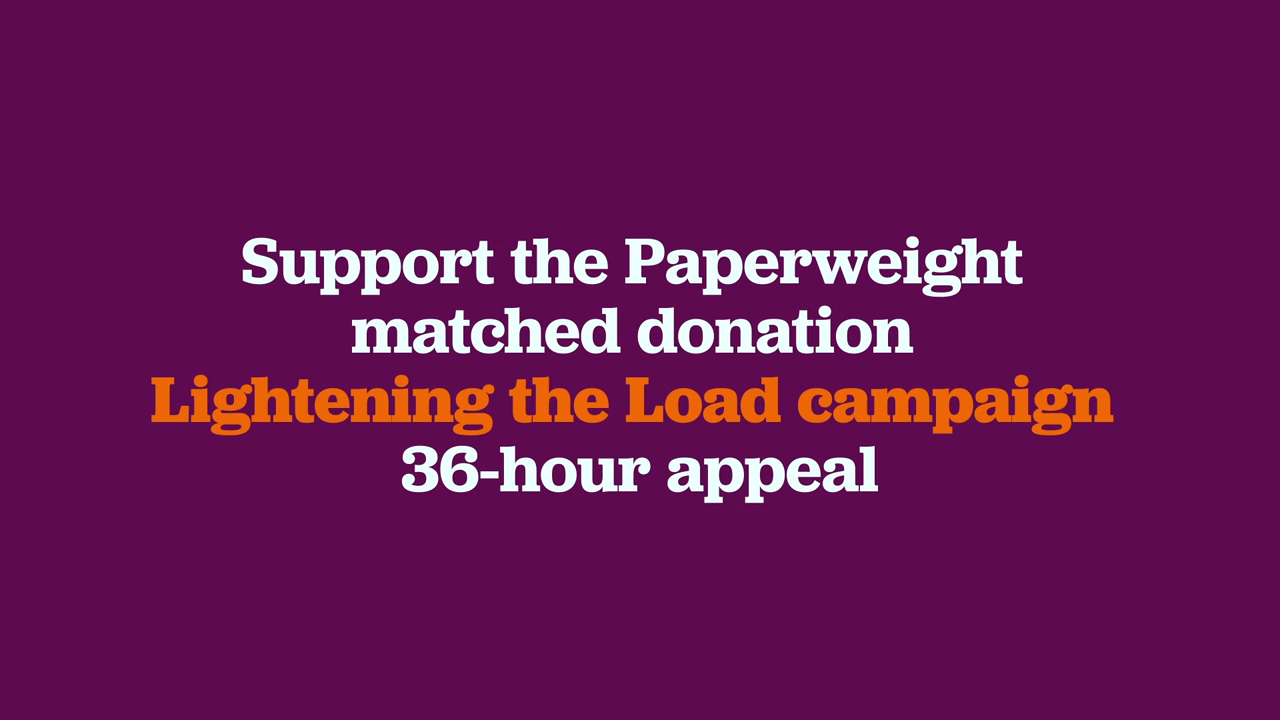 Support the Paperweight
matched donation
Lightening the Load campaign
36-hour appeal